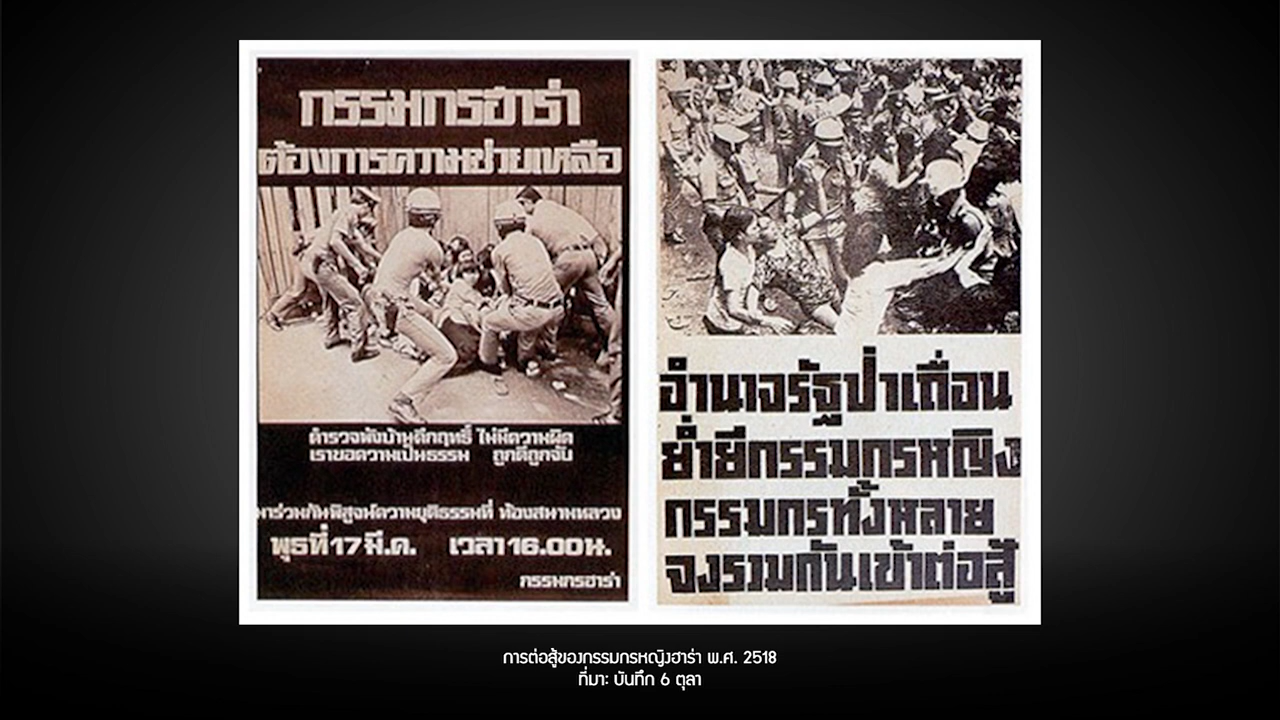 กรรมกรฮาร่า
ต้องการความช่วยเหลือ
ตำรวจพังบ้านตึกฤทธิ์ ไม่มีความผิด
เราขอความเป็นธรรม ถูกตีถูกจับ
มาร่วมกันพิสูจน์ความยุติธรรมที่ ท้องสนามหลวง
พุธที่ 17 มี.ค. เวลา 16.00 น.
กรรมกรฮาร่า
อำนาจรัฐป่าเถื่อน
ย่ำยีกรรมกรหญิง
กรรมกรทั้งหลาย
จงรวมกันเข้าต่อสู้
การต่อสู้ของกรรมกรหญิงฮาร่า พ.ศ. 2518
ที่มา: บันทึก 6 ตุลา